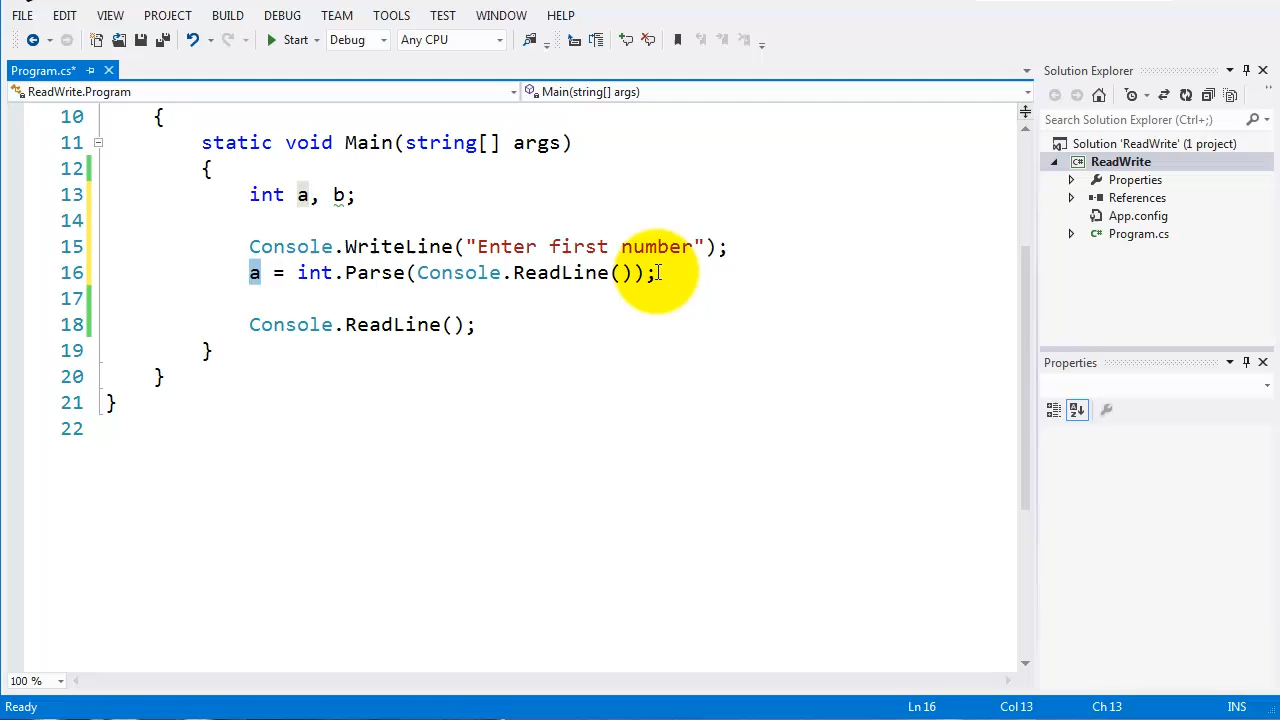 FILE EDIT VIEW PROJECT BUILD DEBUG TEAM TOOLS TEST WINDOW HELP
Start Debug Any CPU
Program.cs*
ReadWrite.Program Main(string[] args)
10 {
11 static void Main(string[] args)
12 {
13 int a, b;
14
15 Console.WriteLine("Enter first number");
16 a = int.Parse(Console.ReadLine());
17
18 Console.ReadLine();
19 }
20 }
21 }
22
100 %
Solution Explorer
Search Solution Explorer (Ctrl+;)
Solution 'ReadWrite' (1 project)
ReadWrite
Properties
References
App.config
Program.cs
Properties
Ready Ln 16 Col 13 Ch 13 INS